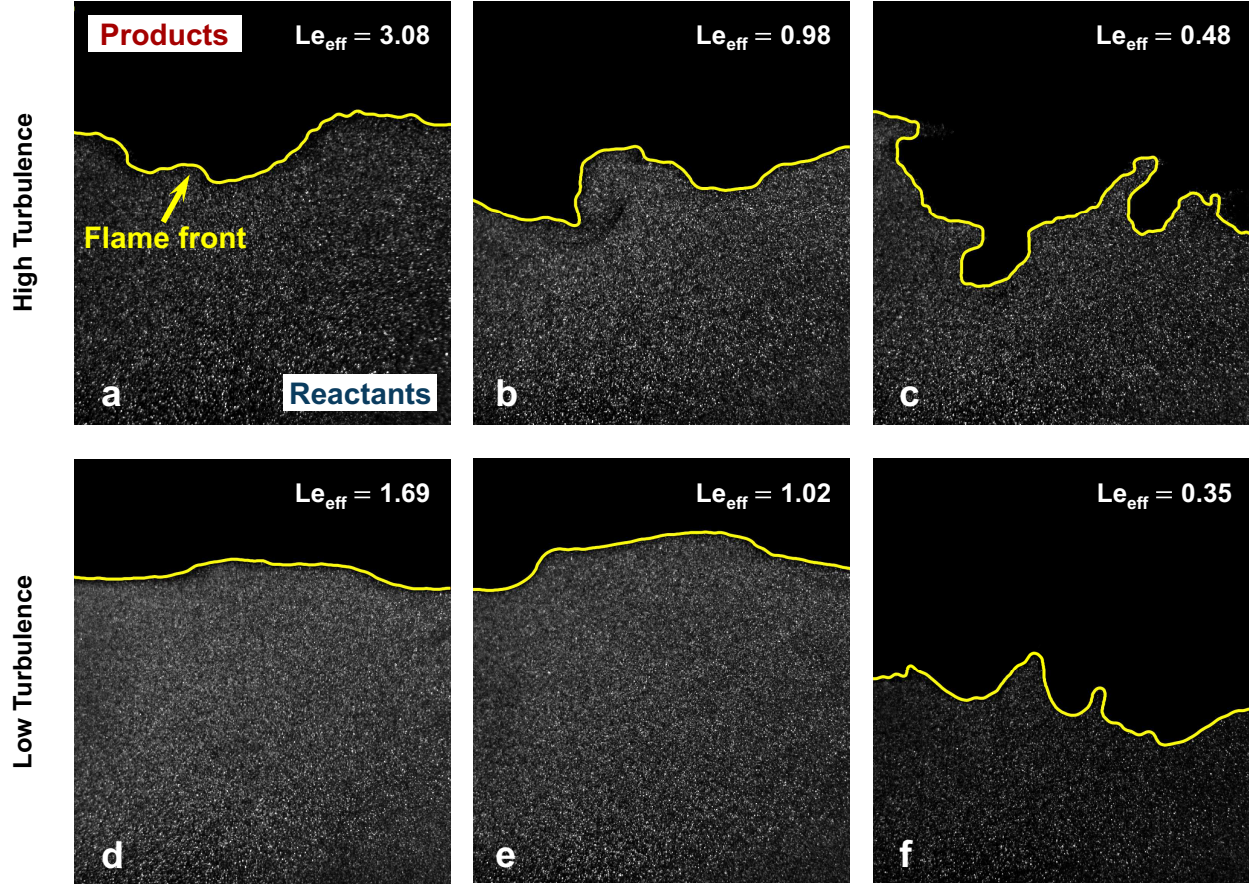 High Turbulence
Products
Le_eff = 3.08
Flame front
a
Reactants
Le_eff = 0.98
b
Le_eff = 0.48
c
Low Turbulence
Le_eff = 1.69
d
Le_eff = 1.02
e
Le_eff = 0.35
f